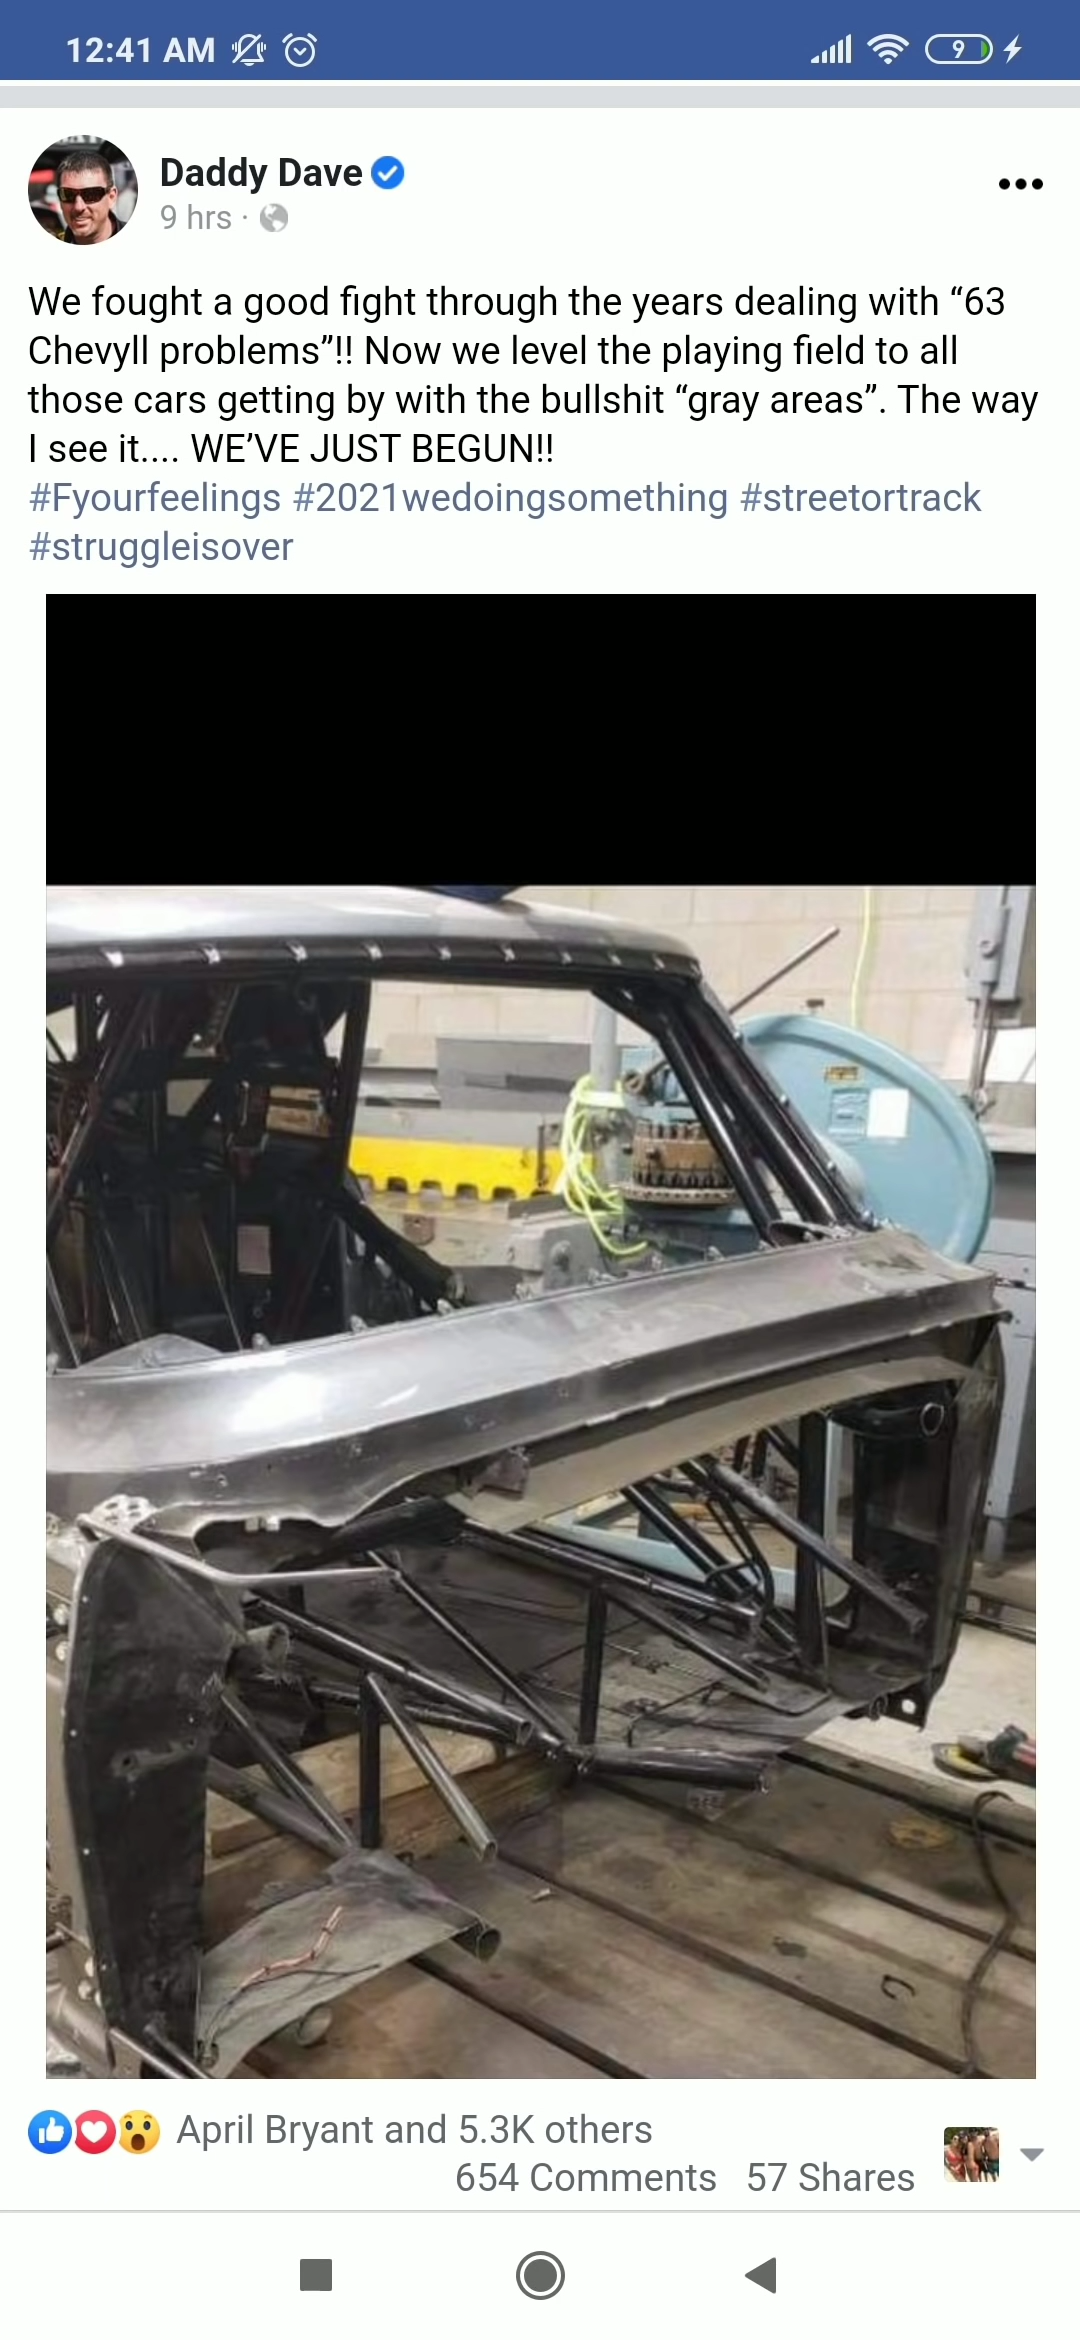 12:41 AM
9
Daddy Dave
9 hrs ·
We fought a good fight through the years dealing with “63
Chevyll problems”!! Now we level the playing field to all
those cars getting by with the bullshit “gray areas”. The way
I see it.... WE’VE JUST BEGUN!!
#Fyourfeelings #2021wedoingsomething #streetortrack
#struggleisover
April Bryant and 5.3K others
654 Comments 57 Shares